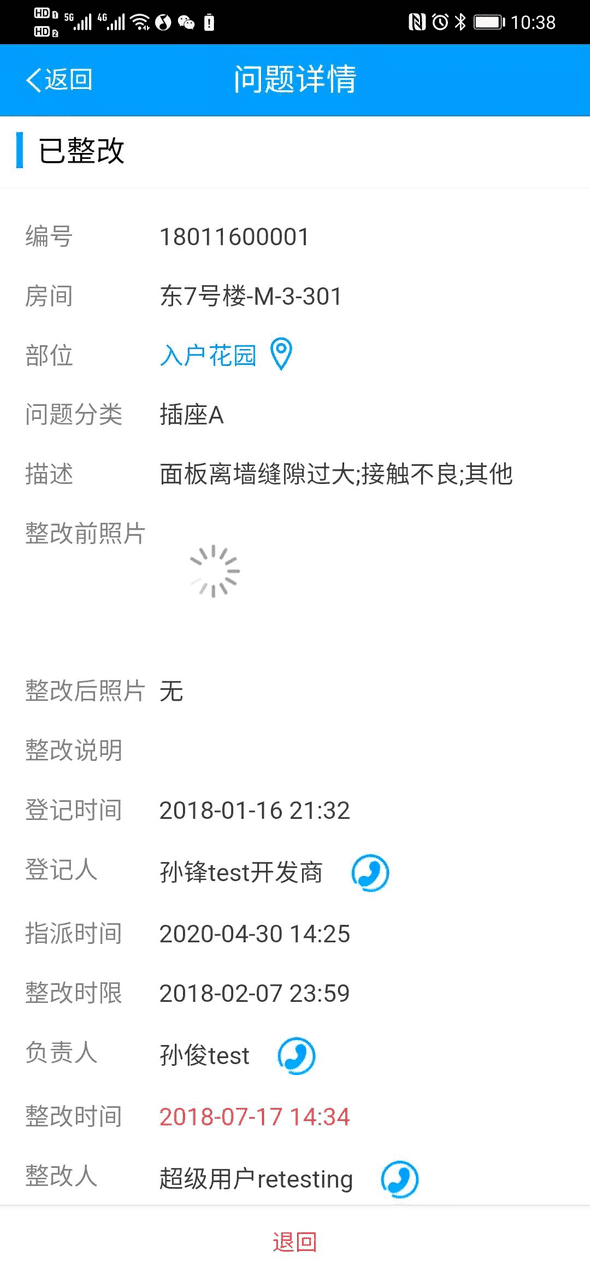 HD 1 5G 4G 10:38
HD 2
返回 问题详情
已整改
编号 18011600001
房间 东7号楼-M-3-301
部位 入户花园
问题分类 插座A
描述 面板离墙缝隙过大;接触不良;其他
整改前照片
整改后照片 无
整改说明
登记时间 2018-01-16 21:32
登记人 孙锋test开发商
指派时间 2020-04-30 14:25
整改时限 2018-02-07 23:59
负责人 孙俊test
整改时间 2018-07-17 14:34
整改人 超级用户retesting
退回